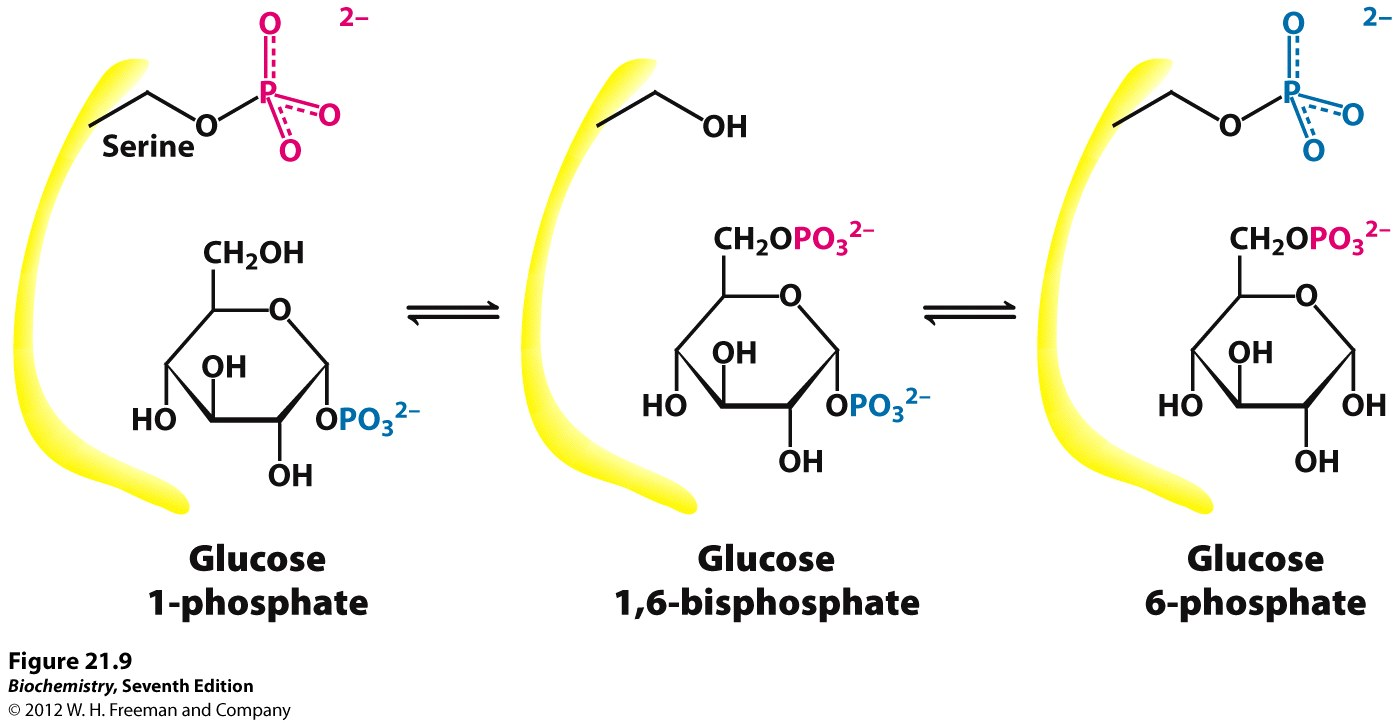 O 2– O 2–
P O P O
O O O O
Serine
OH
CH₂OH CH₂OPO₃²⁻ CH₂OPO₃²⁻
O O O
OH OH OH
HO OPO₃²⁻ HO OPO₃²⁻ HO OH
OH OH OH
Glucose 1-phosphate
Glucose 1,6-bisphosphate
Glucose 6-phosphate
Figure 21.9
Biochemistry, Seventh Edition
© 2012 W. H. Freeman and Company